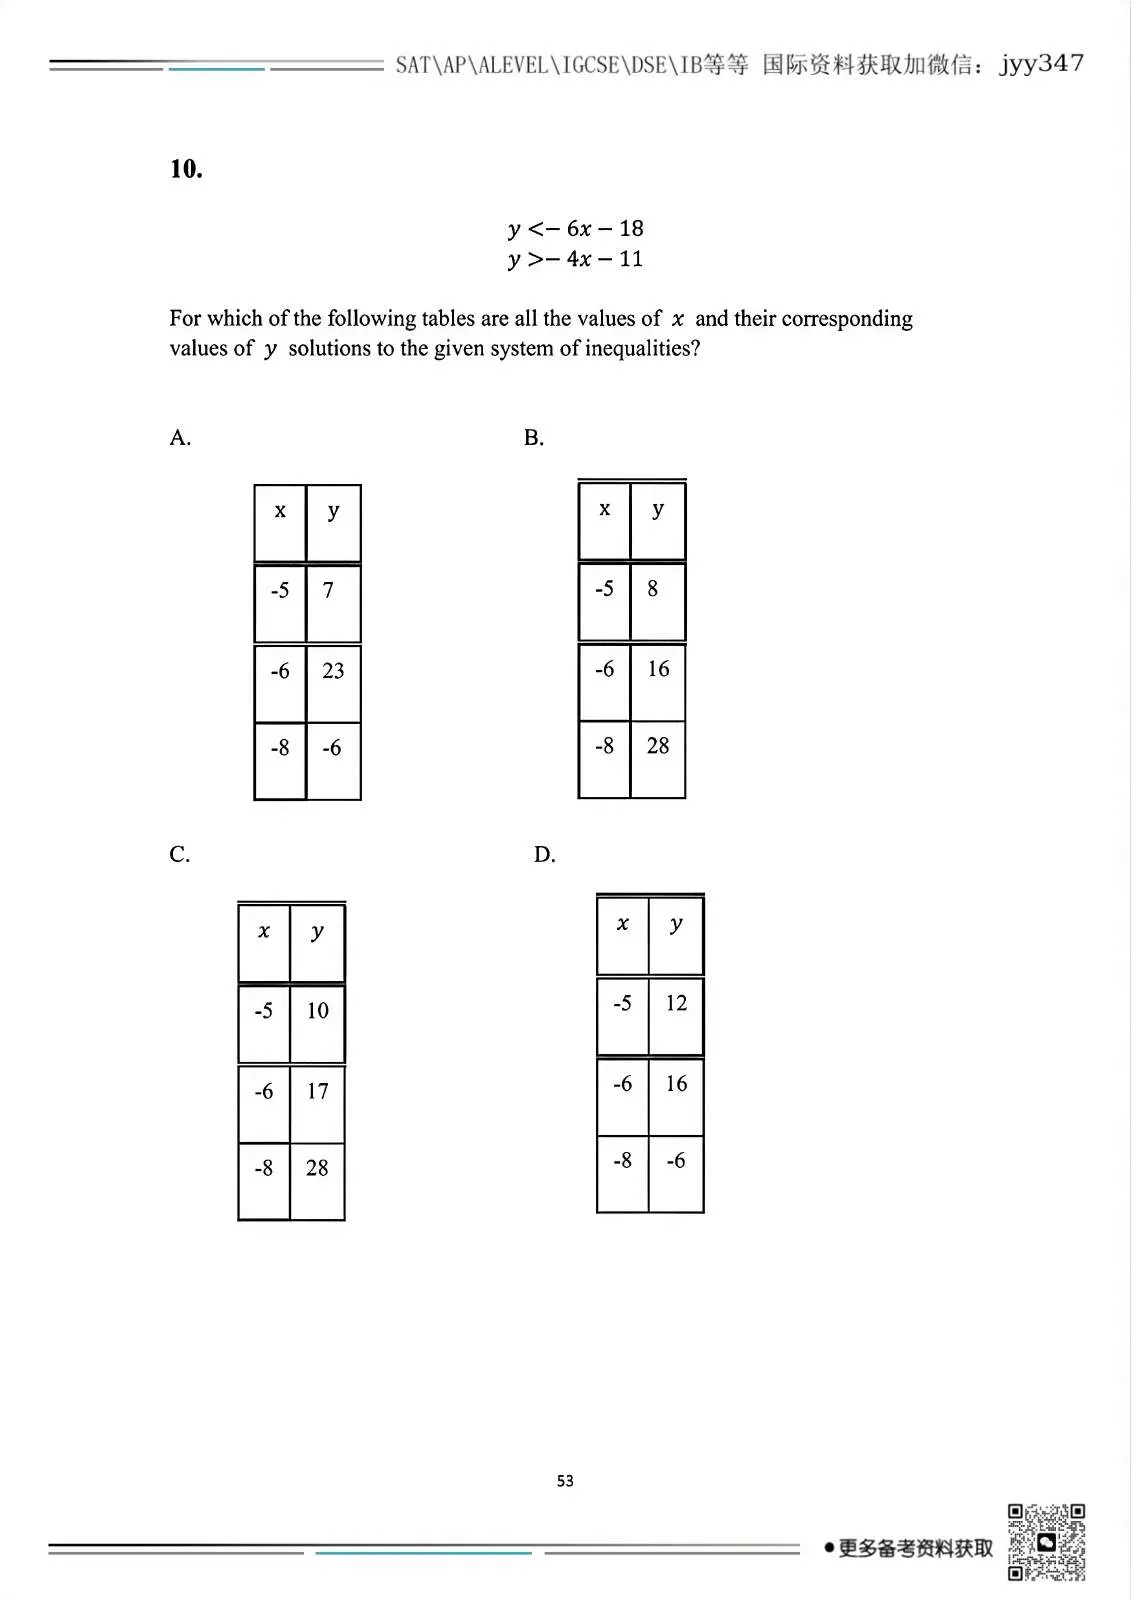 SAT\AP\ALEVEL\IGCSE\DSE\IB等等 国际资料获取加微信：jyy347
10.
y <− 6x − 18
y >− 4x − 11
For which of the following tables are all the values of x and their corresponding
values of y solutions to the given system of inequalities?
A.
x y
-5 7
-6 23
-8 -6
B.
x y
-5 8
-6 16
-8 28
C.
x y
-5 10
-6 17
-8 28
D.
x y
-5 12
-6 16
-8 -6
53
•更多备考资料获取